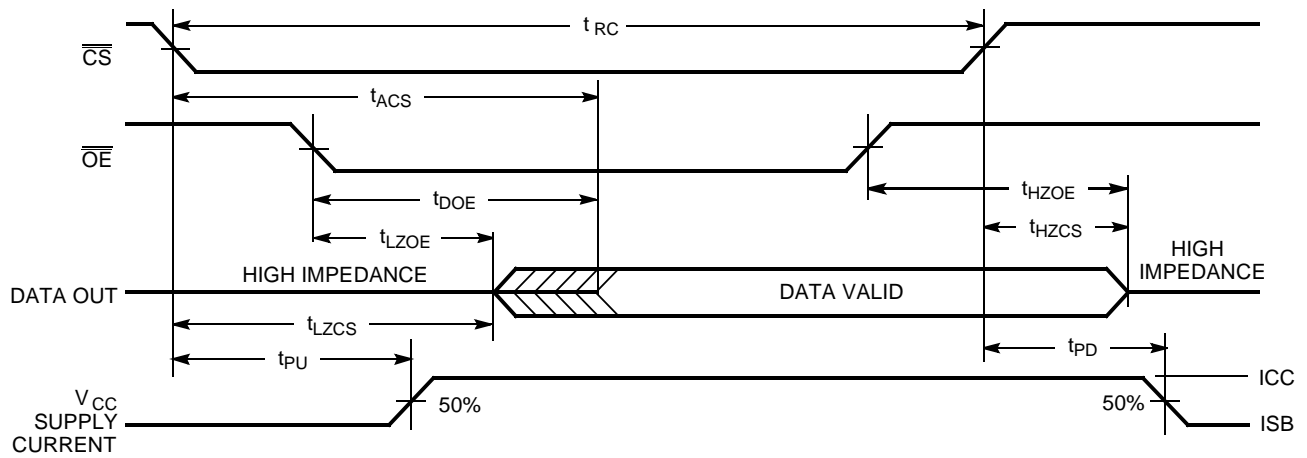 t RC
CS
tACS
OE
tDOE
tHZOE
tLZOE
tHZCS
HIGH IMPEDANCE
HIGH
IMPEDANCE
DATA OUT
DATA VALID
tLZCS
tPU
tPD
VCC
SUPPLY
CURRENT
50%
50%
ICC
ISB